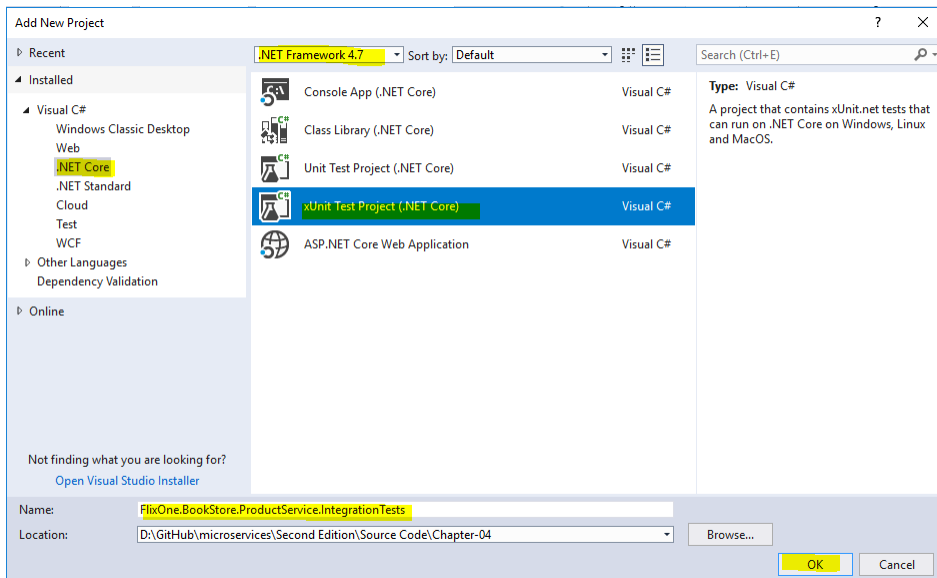 Add New Project
?
Recent
.NET Framework 4.7
Sort by:
Default
Search (Ctrl+E)
Installed
Visual C#
Windows Classic Desktop
Web
.NET Core
.NET Standard
Cloud
Test
WCF
Other Languages
Dependency Validation
Online
Not finding what you are looking for?
Open Visual Studio Installer
Console App (.NET Core) Visual C#
Class Library (.NET Core) Visual C#
Unit Test Project (.NET Core) Visual C#
xUnit Test Project (.NET Core) Visual C#
ASP.NET Core Web Application Visual C#
Type: Visual C#
A project that contains xUnit.net tests that
can run on .NET Core on Windows, Linux
and MacOS.
Name: FlixOne.BookStore.ProductService.IntegrationTests
Location: D:\GitHub\microservices\Second Edition\Source Code\Chapter-04
Browse...
OK
Cancel